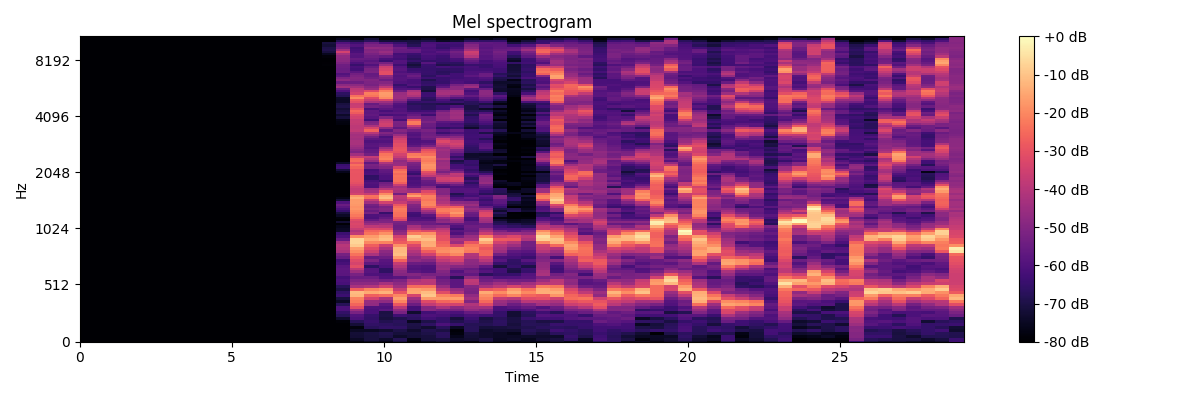 Mel spectrogram
8192
4096
2048
1024
512
0
Hz
0 5 10 15 20 25
Time
+0 dB
-10 dB
-20 dB
-30 dB
-40 dB
-50 dB
-60 dB
-70 dB
-80 dB